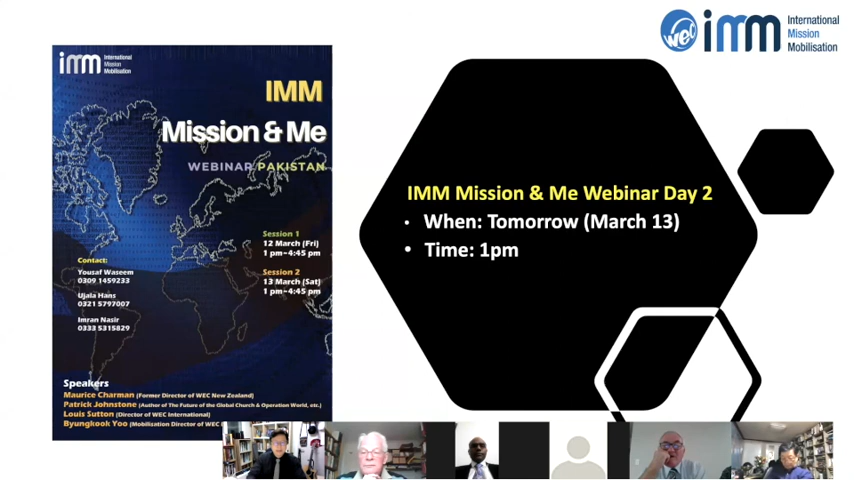 wec imm International
Mission
Mobilisation
imm International
Mission
Mobilisation
IMM
Mission & Me
WEBINAR PAKISTAN
Session 1
12 March (Fri)
1 pm~4:45 pm
Session 2
13 March (Sat)
1 pm~4:45 pm
Contact:
Yousaf Waseem
0309 1459233
Ujala Hans
0321 5797007
Imran Nasir
0333 5315829
Speakers
Maurice Charman (Former Director of WEC New Zealand)
Patrick Johnstone (Author of The Future of the Global Church & Operation World, etc.)
Louis Sutton (Director of WEC International)
Byungkook Yoo (Mobilization Director of WEC
IMM Mission & Me Webinar Day 2
• When: Tomorrow (March 13)
• Time: 1pm